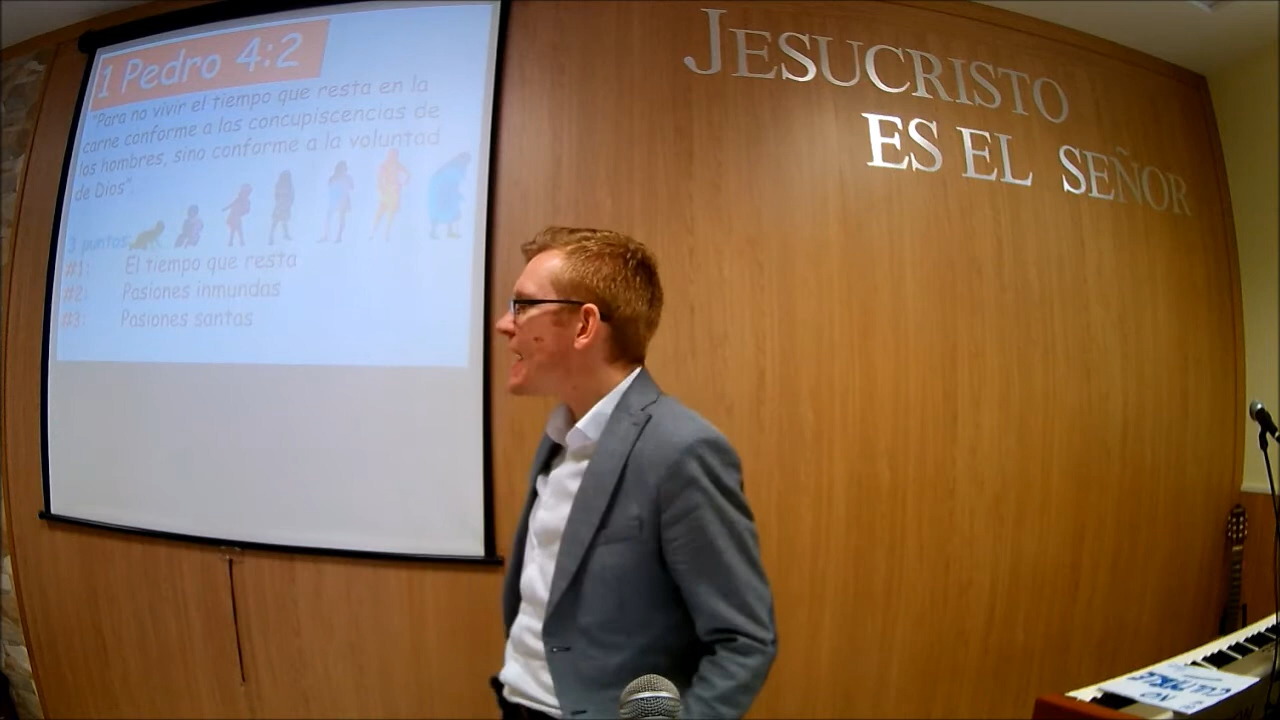 1 Pedro 4:2
"Para no vivir el tiempo que resta en la
carne conforme a las concupiscencias de
los hombres, sino conforme a la voluntad
de Dios".
3 puntos:
#1: El tiempo que resta
#2: Pasiones inmundas
#3: Pasiones santas
JESUCRISTO
ES EL SEÑOR
NO
CULPABLE